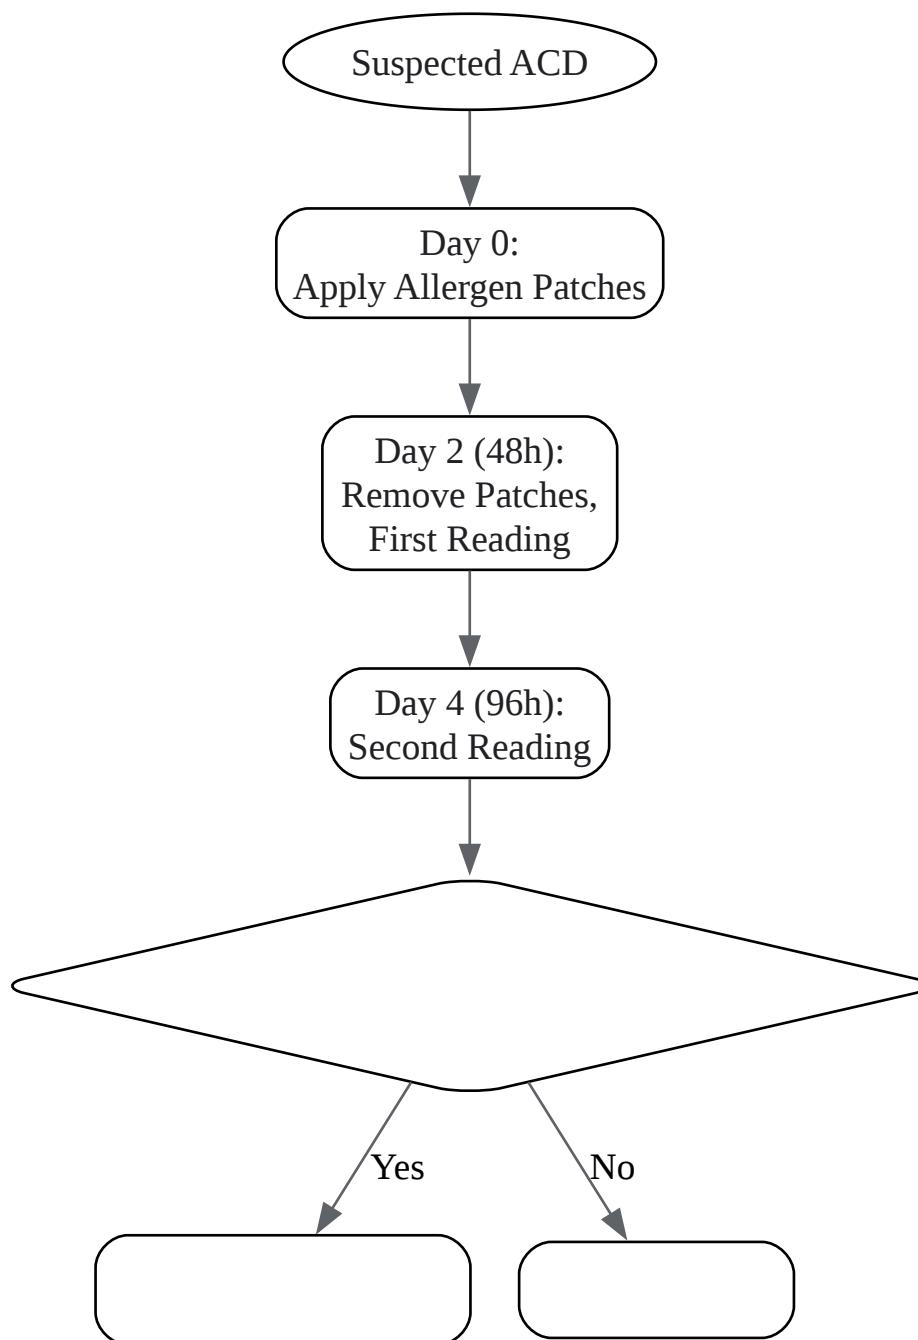 Suspected ACD
Day 0:
Apply Allergen Patches
Day 2 (48h):
Remove Patches,
First Reading
Day 4 (96h):
Second Reading
Yes
No